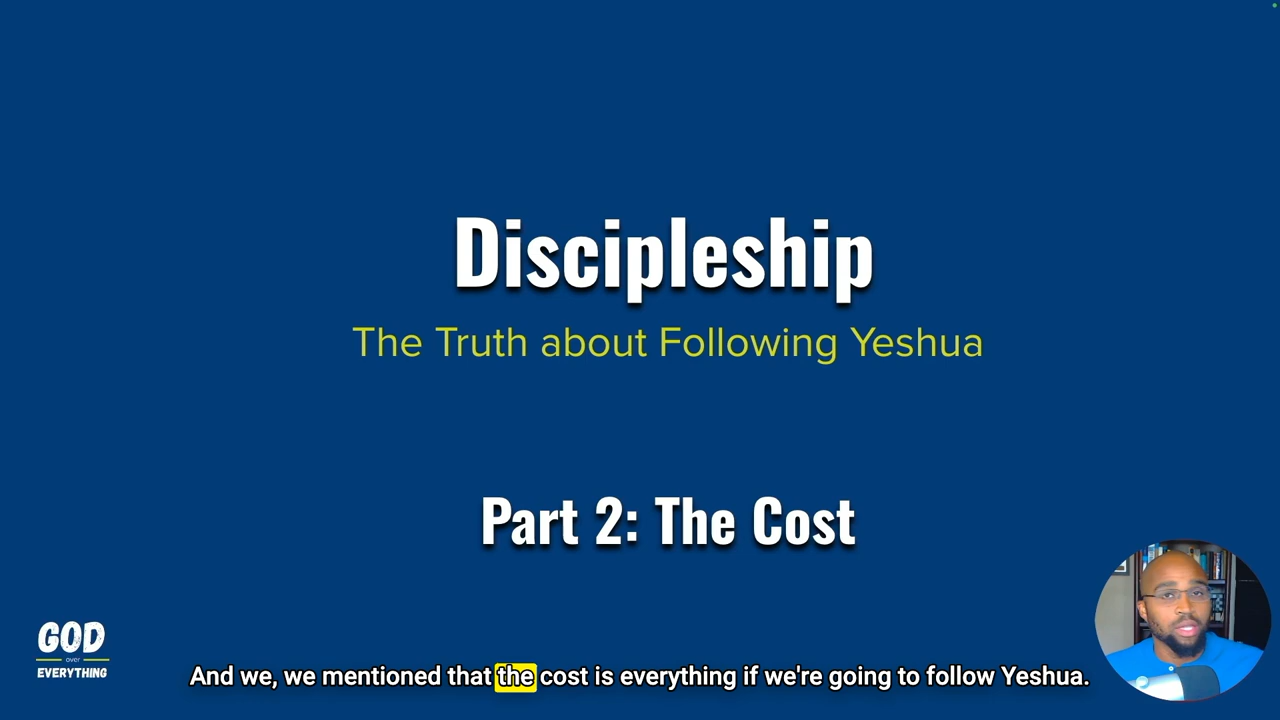 Discipleship
The Truth about Following Yeshua
Part 2: The Cost
GOD
over
EVERYTHING
And we, we mentioned that the cost is everything if we're going to follow Yeshua.